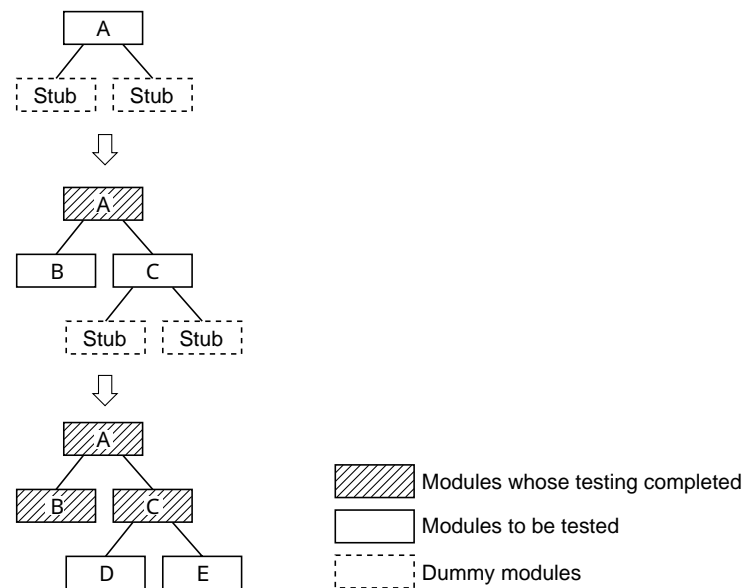 A
Stub Stub
A
B C
Stub Stub
A
B C
D E
Modules whose testing completed
Modules to be tested
Dummy modules